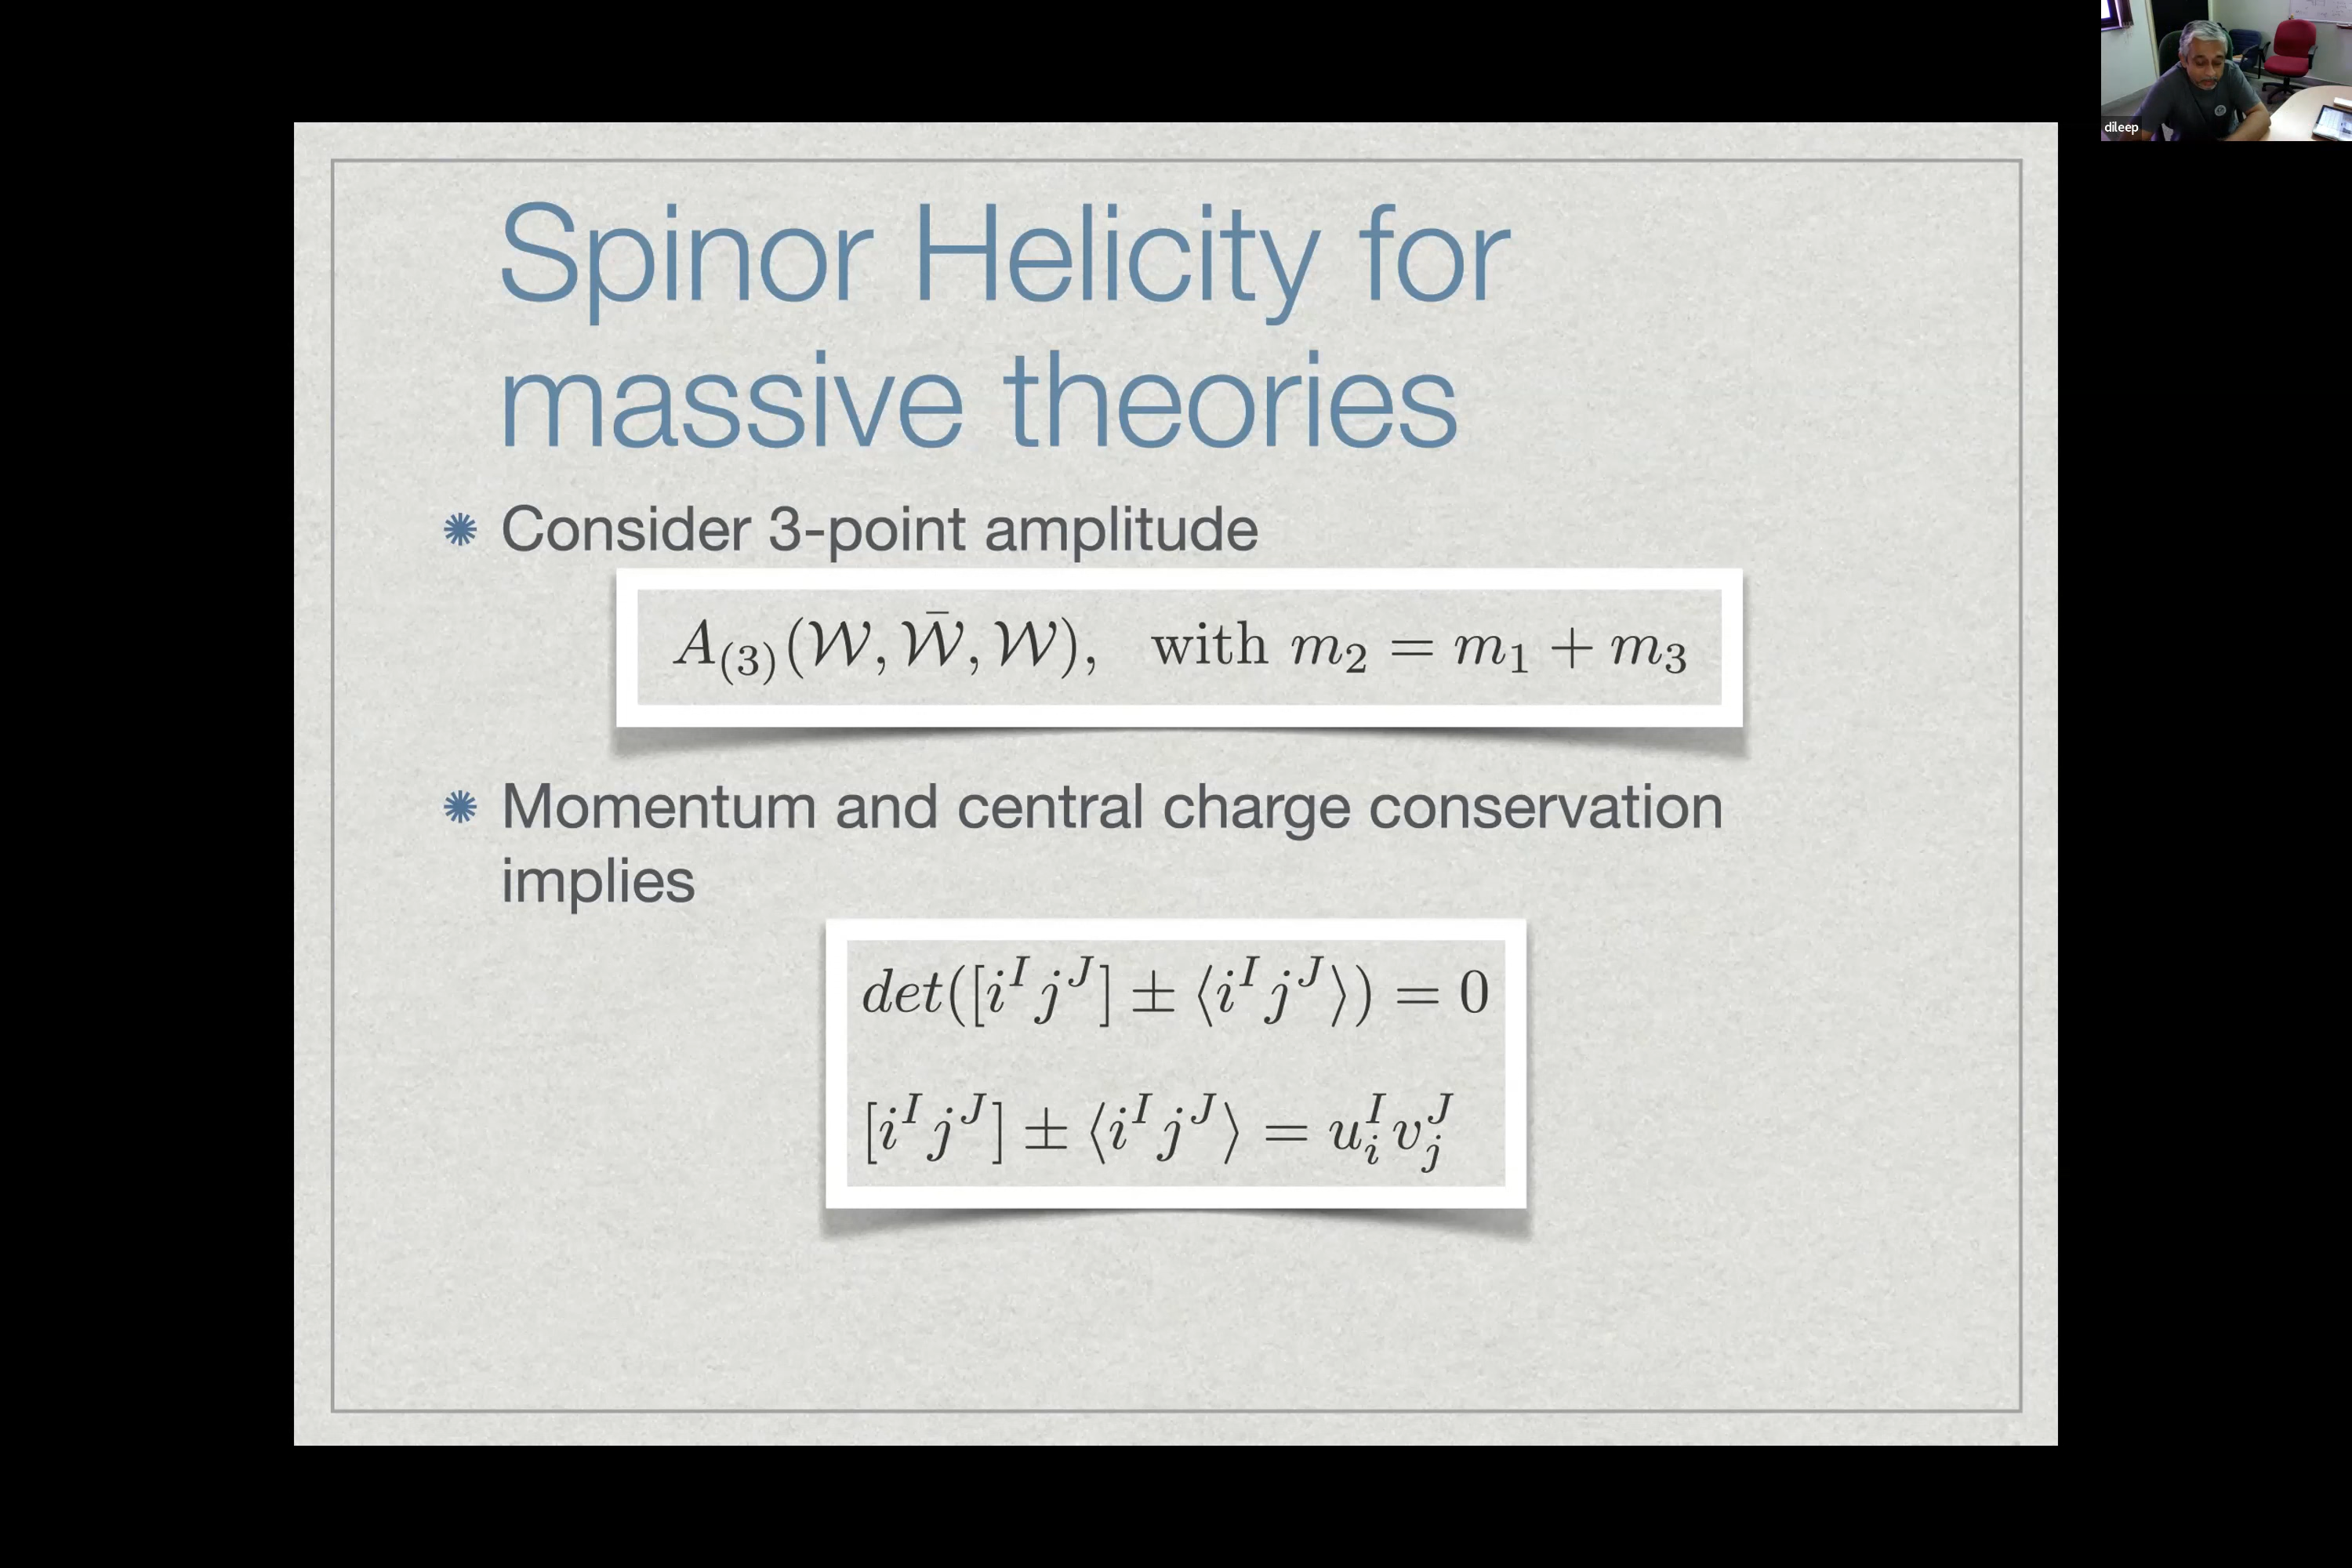 dileep
Spinor Helicity for
massive theories
Consider 3-point amplitude
$A_{(3)}(\mathcal{W}, \bar{\mathcal{W}}, \mathcal{W}),$ with $m_2 = m_1 + m_3$
Momentum and central charge conservation
implies
$det([i^I j^J] \pm \langle i^I j^J \rangle) = 0$
$[i^I j^J] \pm \langle i^I j^J \rangle = u_i^I v_j^J$